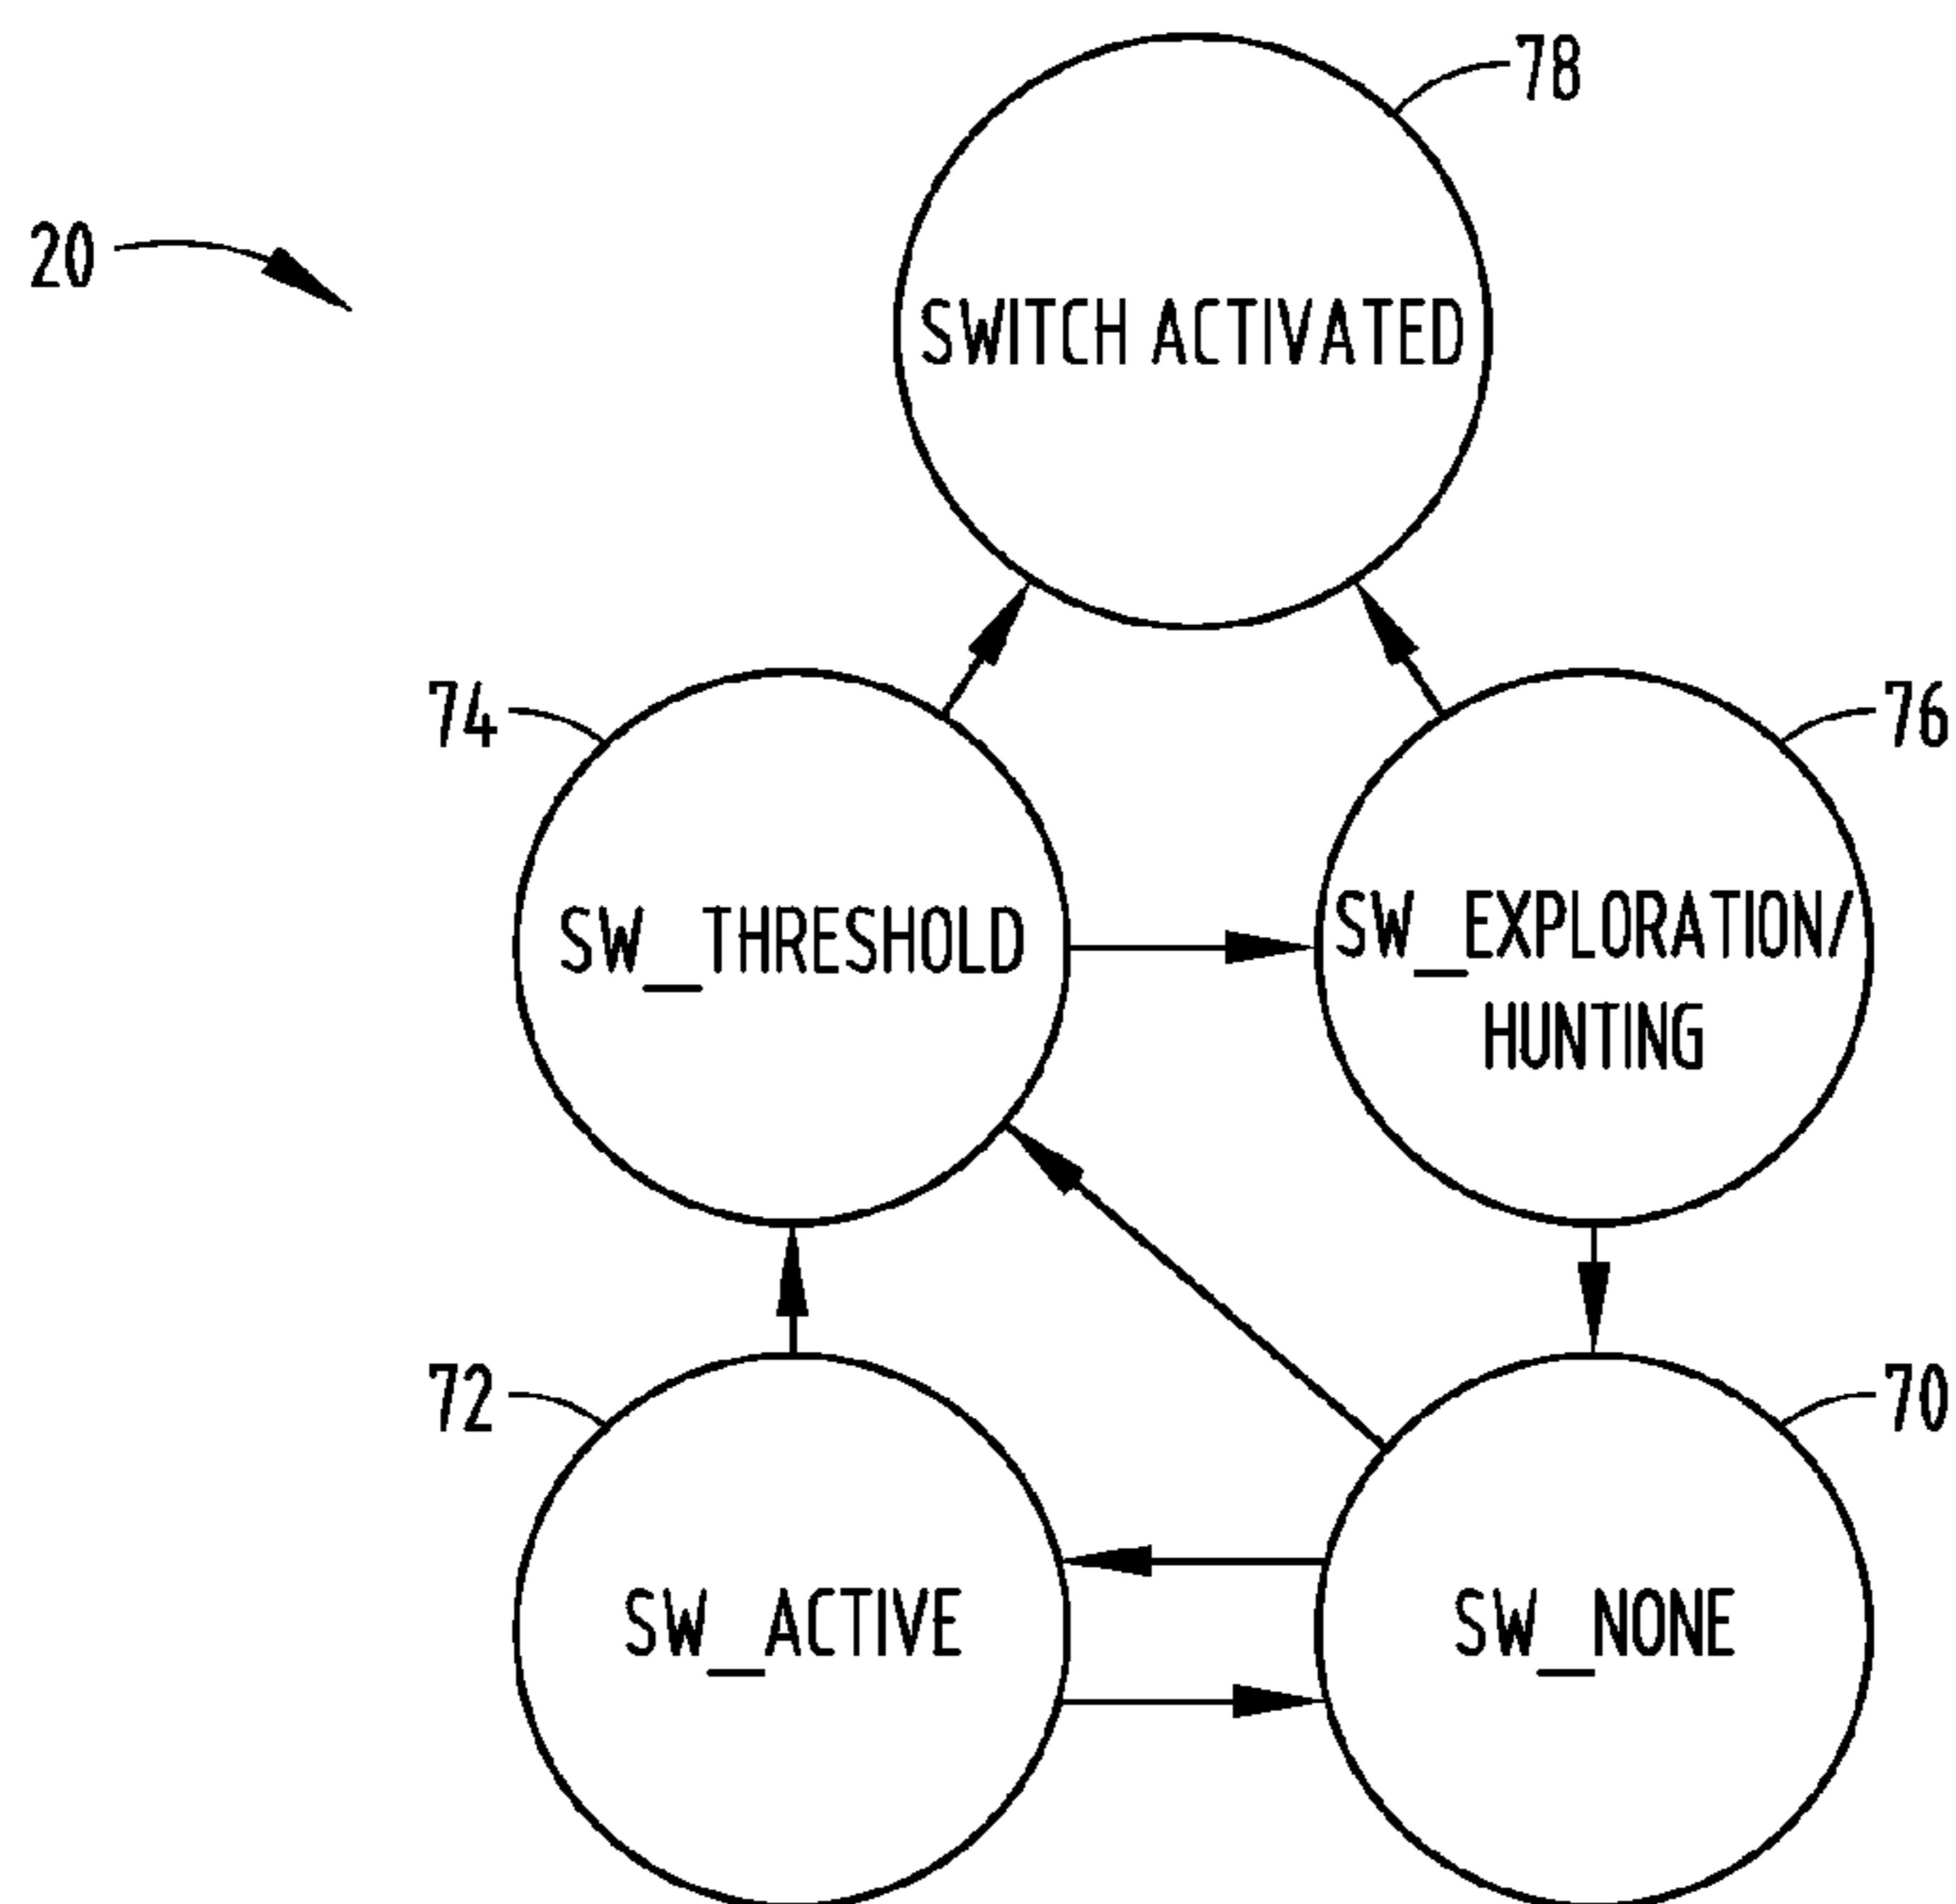 78
20
SWITCH ACTIVATED
74
76
SW_THRESHOLD
SW_EXPLORATION/
HUNTING
72
70
SW_ACTIVE
SW_NONE